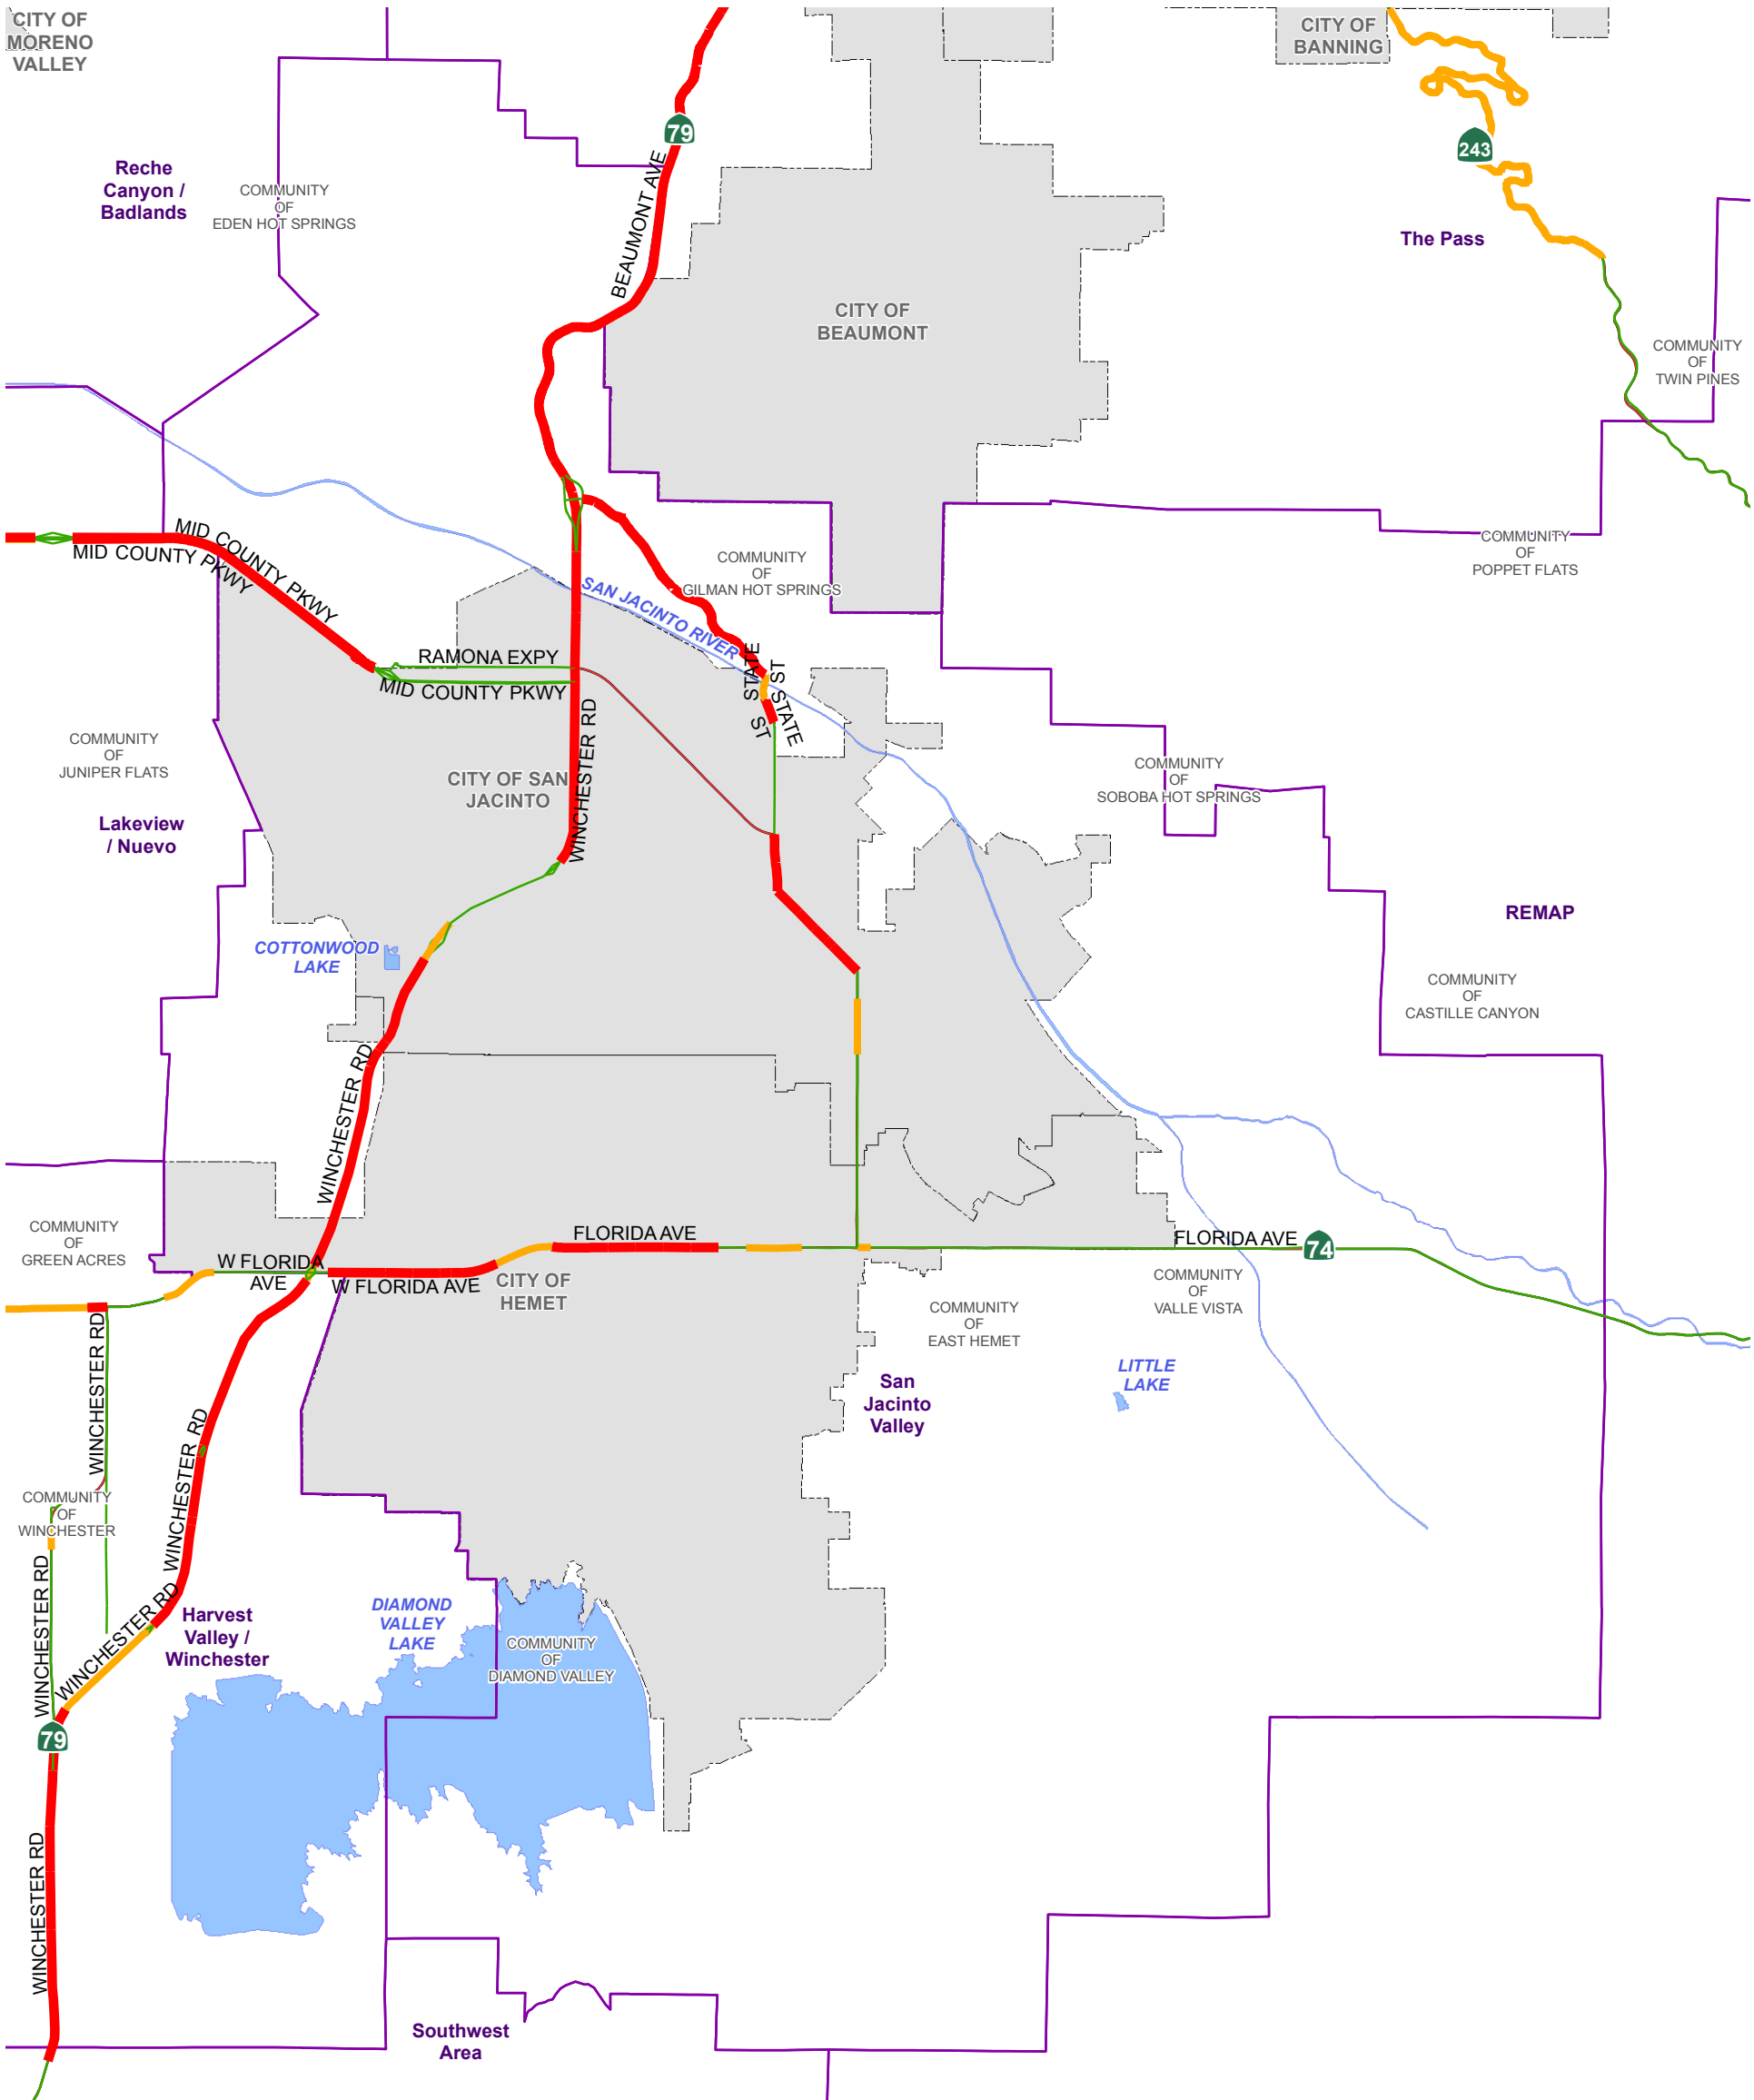 CITY OF
MORENO
VALLEY
CITY OF
BANNING
79
243
Reche
Canyon /
Badlands
COMMUNITY
OF
EDEN HOT SPRINGS
BEAUMONT AVE
The Pass
CITY OF
BEAUMONT
COMMUNITY
OF
TWIN PINES
MID COUNTY PKWY
MID COUNTY PKWY
COMMUNITY
OF
GILMAN HOT SPRINGS
COMMUNITY
OF
POPPET FLATS
SAN JACINTO RIVER
RAMONA EXPY
MID COUNTY PKWY
STATE ST
STATE ST
WINCHESTER RD
COMMUNITY
OF
JUNIPER FLATS
CITY OF SAN
JACINTO
COMMUNITY
OF
SOBOBA HOT SPRINGS
Lakeview
/ Nuevo
REMAP
COTTONWOOD
LAKE
COMMUNITY
OF
CASTILLE CANYON
WINCHESTER RD
COMMUNITY
OF
GREEN ACRES
W FLORIDA
AVE
W FLORIDA AVE
FLORIDA AVE
FLORIDA AVE
74
CITY OF
HEMET
COMMUNITY
OF
VALLE VISTA
COMMUNITY
OF
EAST HEMET
WINCHESTER RD
LITTLE
LAKE
San
Jacinto
Valley
WINCHESTER RD
COMMUNITY
OF
WINCHESTER
WINCHESTER RD
WINCHESTER RD
Harvest
Valley /
Winchester
DIAMOND
VALLEY
LAKE
COMMUNITY
OF
DIAMOND VALLEY
79
WINCHESTER RD
Southwest
Area